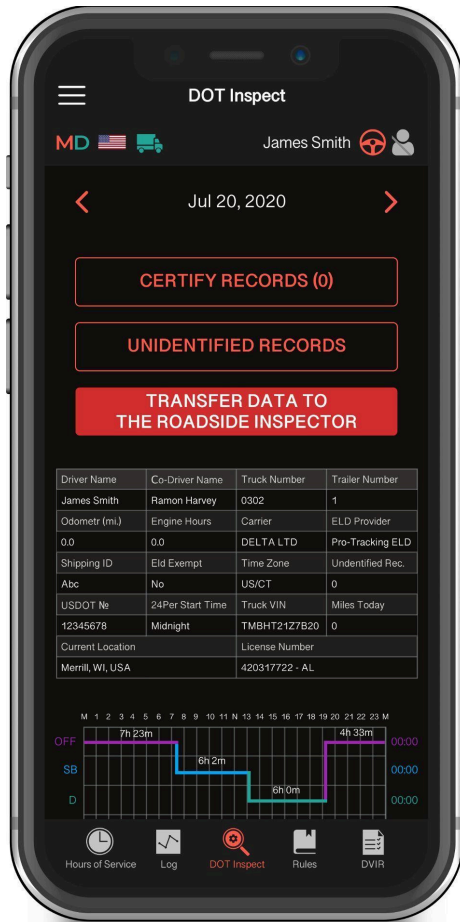 DOT Inspect
MD James Smith
Jul 20, 2020
CERTIFY RECORDS (0)
UNIDENTIFIED RECORDS
TRANSFER DATA TO
THE ROADSIDE INSPECTOR
Driver Name Co-Driver Name Truck Number Trailer Number
James Smith Ramon Harvey 0302 1
Odometr (mi.) Engine Hours Carrier ELD Provider
0.0 0.0 DELTA LTD Pro-Tracking ELD
Shipping ID Eld Exempt Time Zone Undentified Rec.
Abc No US/CT 0
USDOT № 24Per Start Time Truck VIN Miles Today
12345678 Midnight TMBHT21Z7B20 0
Current Location License Number
Merrill, WI, USA 420317722 - AL
M 1 2 3 4 5 6 7 8 9 10 11 N 13 14 15 16 17 18 19 20 21 22 23 M
OFF 7h 23m 4h 33m 00:00
SB 6h 2m 00:00
D 6h 0m 00:00
Hours of Service Log DOT Inspect Rules DVIR